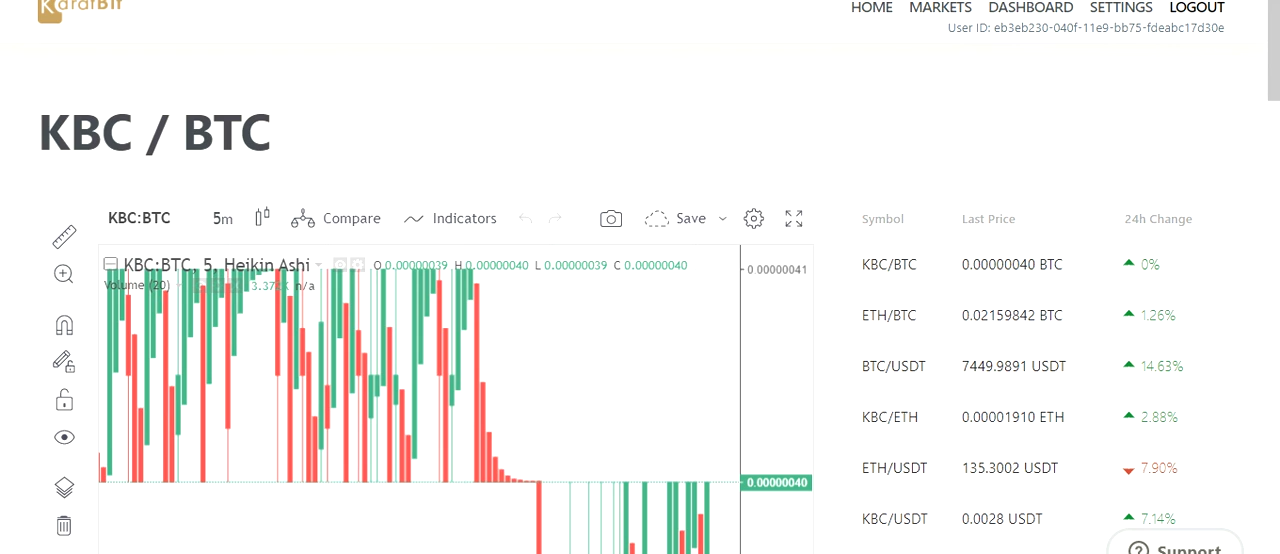 KaratBit
HOME MARKETS DASHBOARD SETTINGS LOGOUT
User ID: eb3eb230-040f-11e9-bb75-fdeabc17d30e
KBC / BTC
KBC:BTC 5m Compare Indicators Save
KBC:BTC, 5, Heikin Ashi O 0.00000039 H 0.00000040 L 0.00000039 C 0.00000040
Volume (20) n/a
0.00000041
0.00000040
Symbol Last Price 24h Change
KBC/BTC 0.00000040 BTC 0%
ETH/BTC 0.02159842 BTC 1.26%
BTC/USDT 7449.9891 USDT 14.63%
KBC/ETH 0.00001910 ETH 2.88%
ETH/USDT 135.3002 USDT 7.90%
KBC/USDT 0.0028 USDT 7.14%
Support